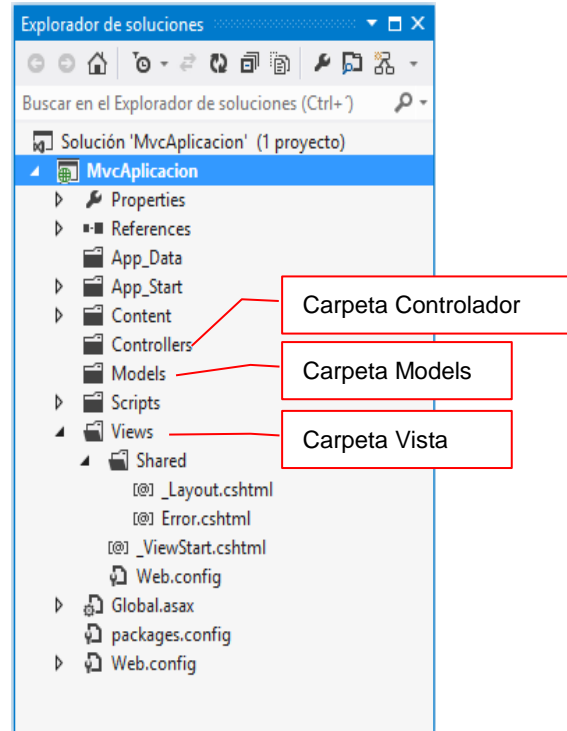 Explorador de soluciones
Buscar en el Explorador de soluciones (Ctrl+´)
Solución 'MvcAplicacion' (1 proyecto)
MvcAplicacion
Properties
References
App_Data
App_Start
Content
Controllers
Models
Scripts
Views
Shared
[@] _Layout.cshtml
[@] Error.cshtml
[@] _ViewStart.cshtml
Web.config
Global.asax
packages.config
Web.config
Carpeta Controlador
Carpeta Models
Carpeta Vista